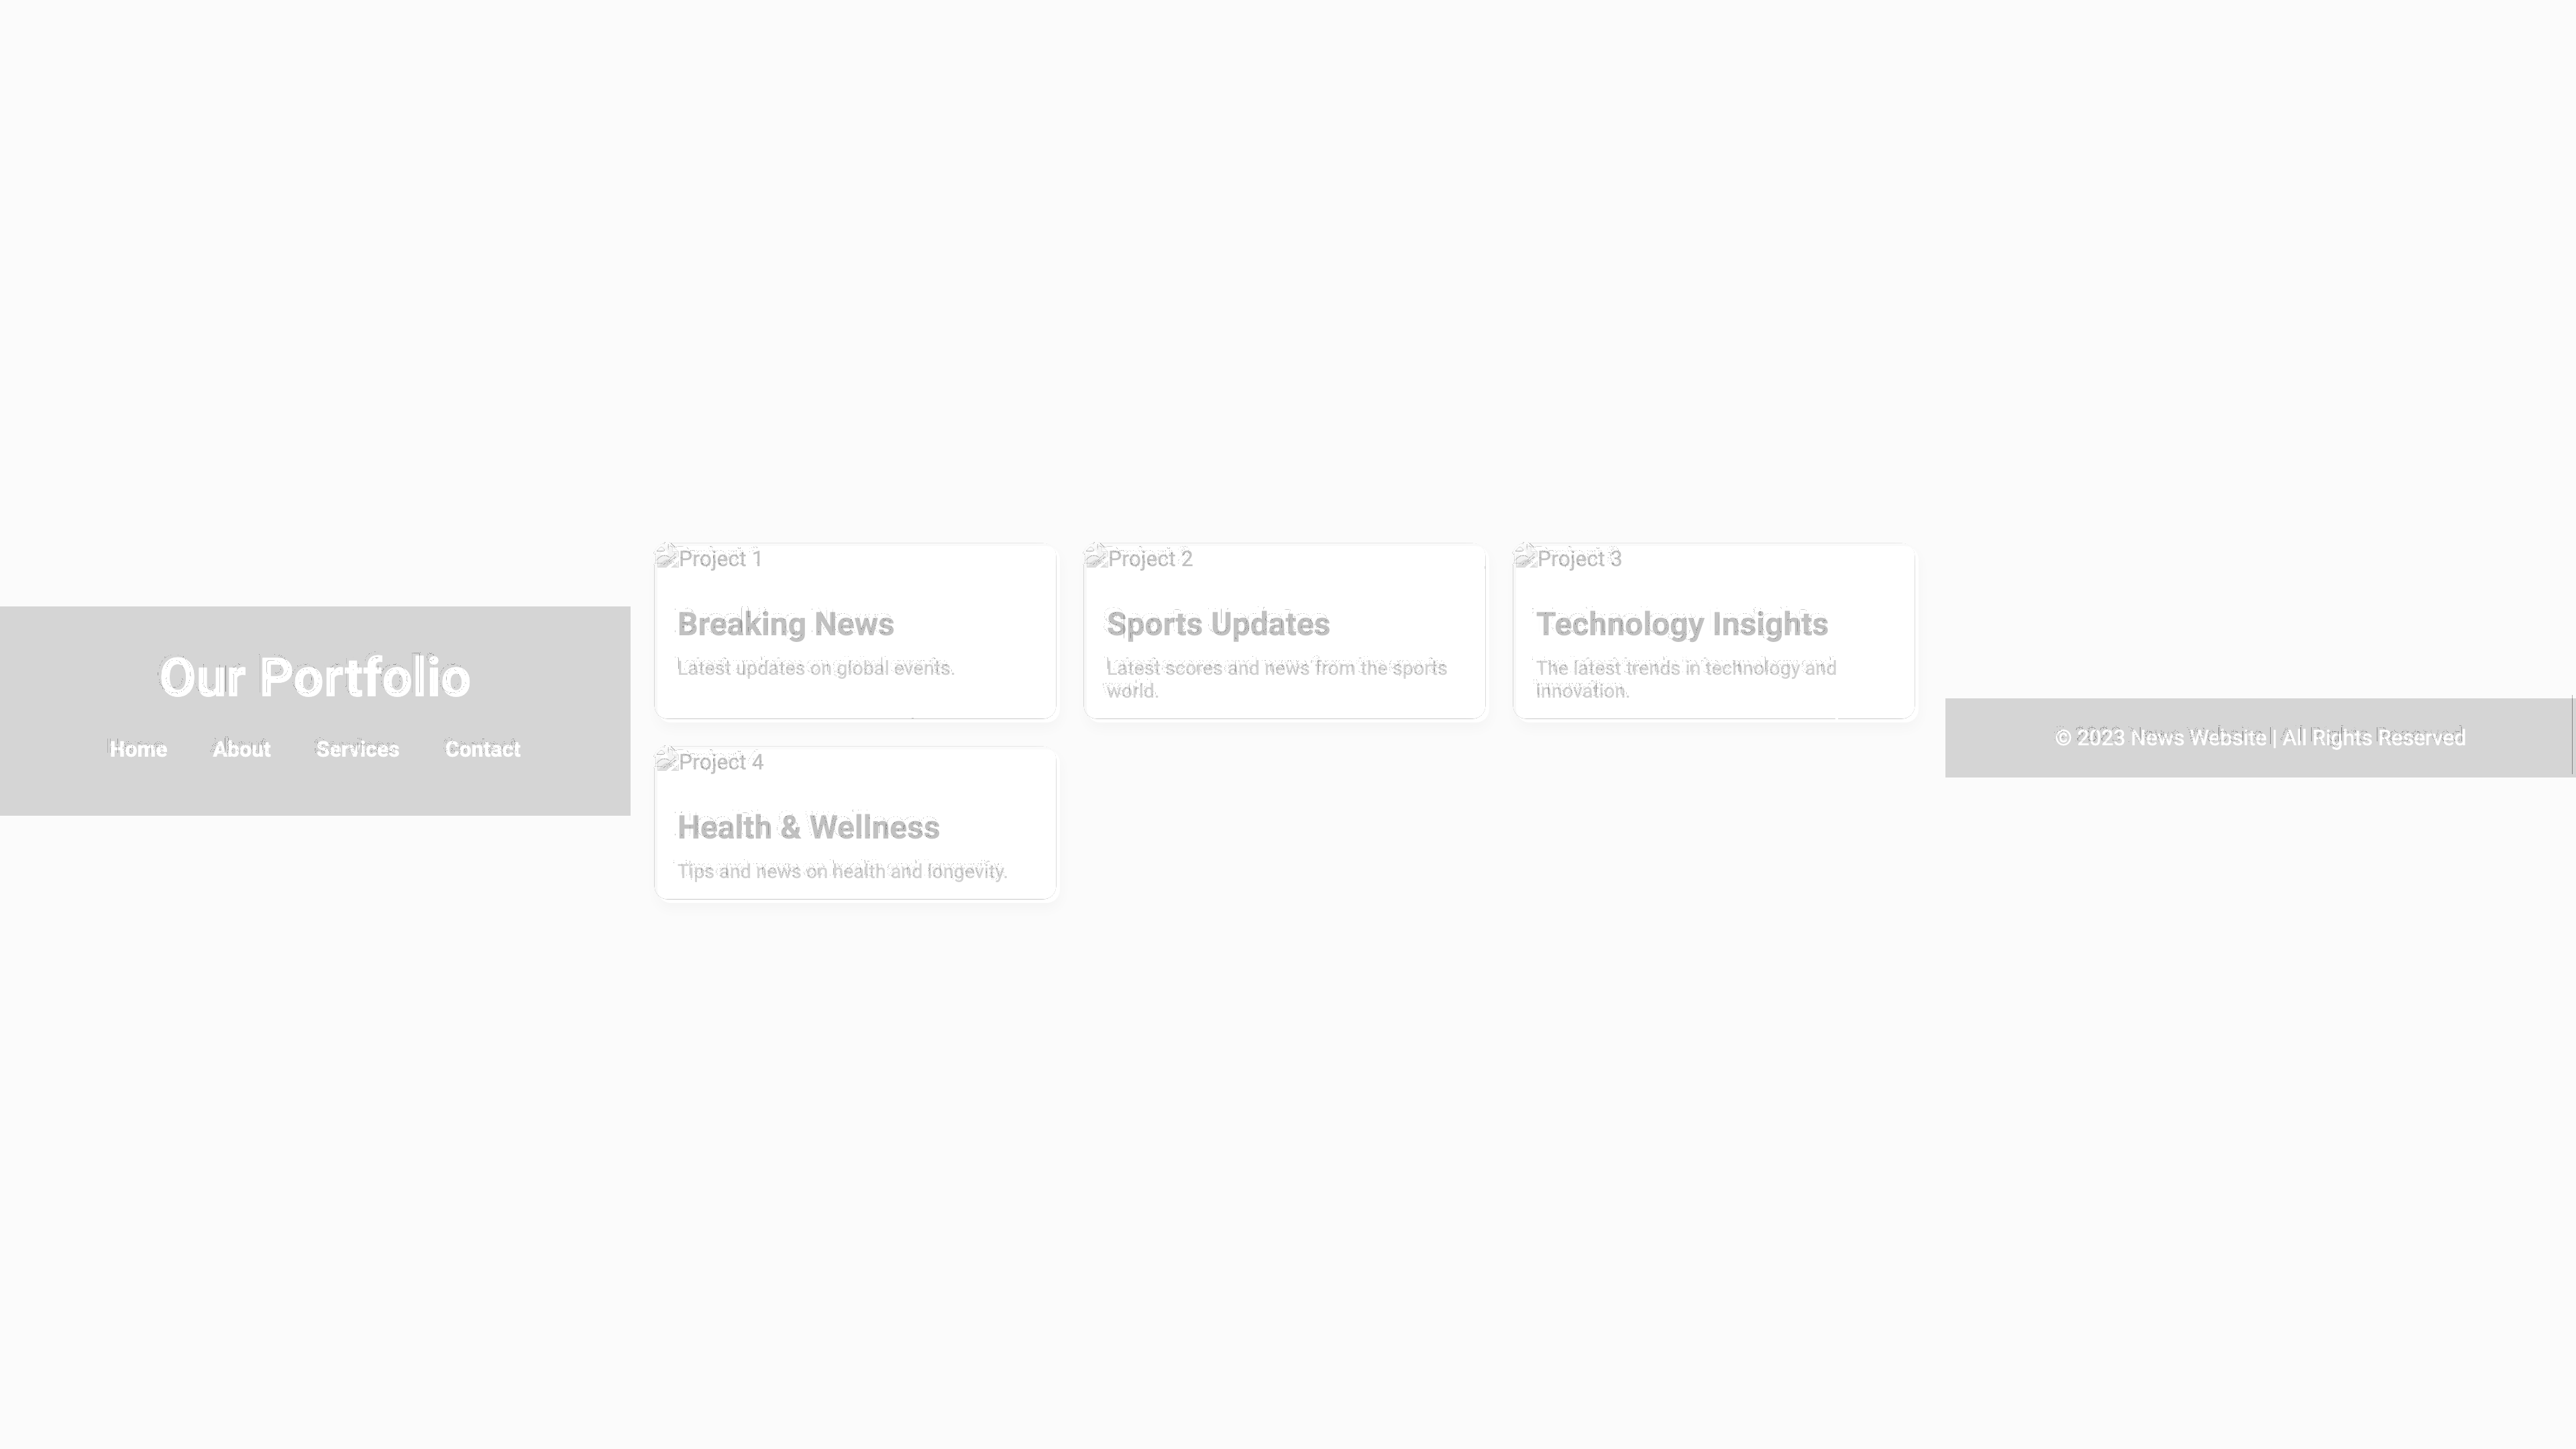 Our Portfolio
Home About Services Contact
Project 1
Breaking News
Latest updates on global events.
Project 2
Sports Updates
Latest scores and news from the sports
world.
Project 3
Technology Insights
The latest trends in technology and
innovation.
Project 4
Health & Wellness
Tips and news on health and longevity.
© 2023 News Website | All Rights Reserved